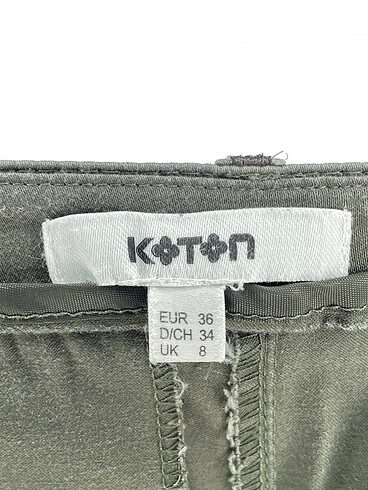 KOTON
EUR 36
D/CH 34
UK 8